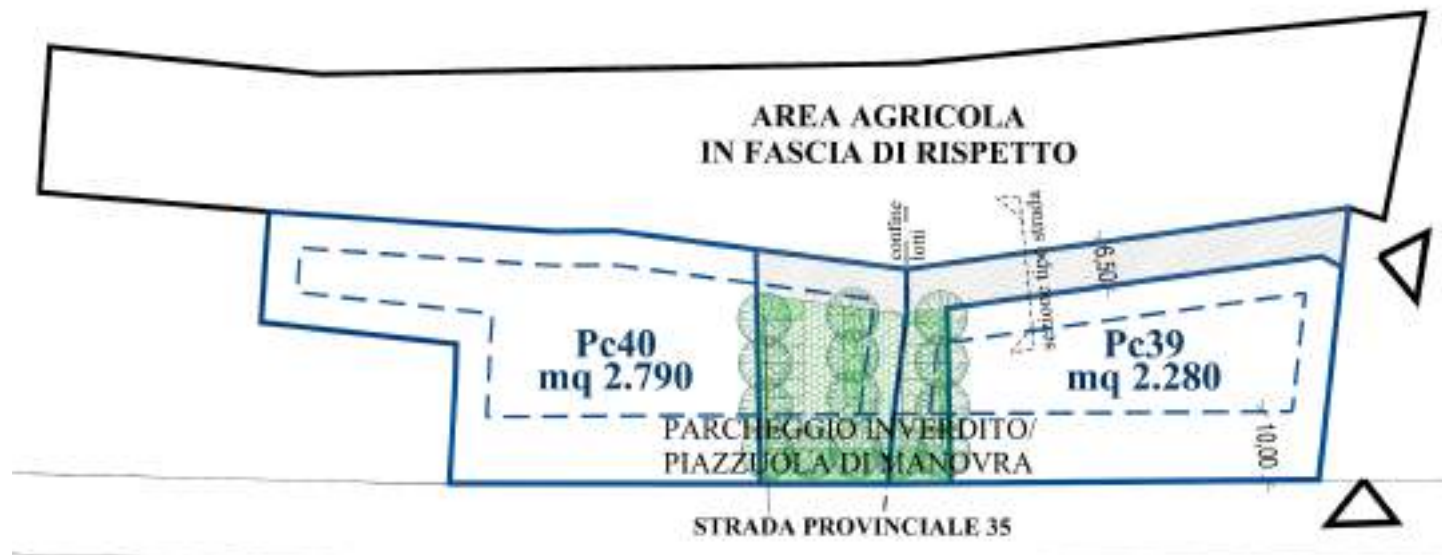 AREA AGRICOLA
IN FASCIA DI RISPETTO
confine
lotti
sezione tipo strada
6,50
Pc40
mq 2.790
Pc39
mq 2.280
PARCHEGGIO INVERDITO/
PIAZZUOLA DI MANOVRA
10,00
STRADA PROVINCIALE 35